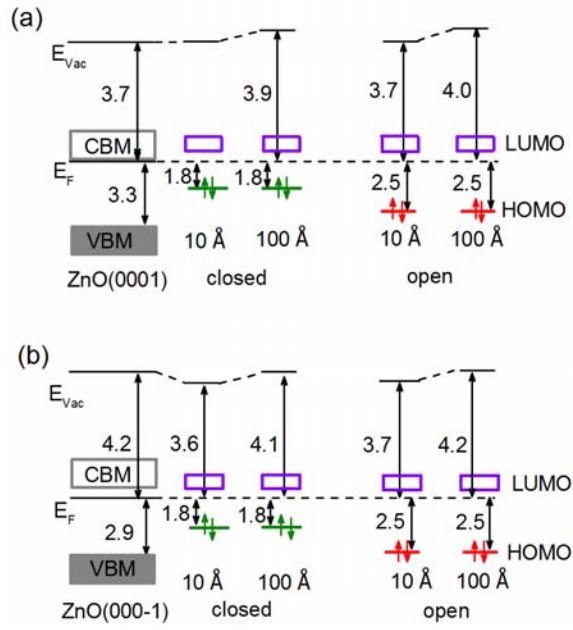 (a)
E_Vac
3.7 3.9 3.7 4.0
CBM LUMO
E_F
3.3 1.8 1.8 2.5 2.5
HOMO
VBM 10 Å 100 Å 10 Å 100 Å
ZnO(0001) closed open
(b)
E_Vac
4.2 3.6 4.1 3.7 4.2
CBM LUMO
E_F
2.9 1.8 1.8 2.5 2.5
HOMO
VBM 10 Å 100 Å 10 Å 100 Å
ZnO(000-1) closed open